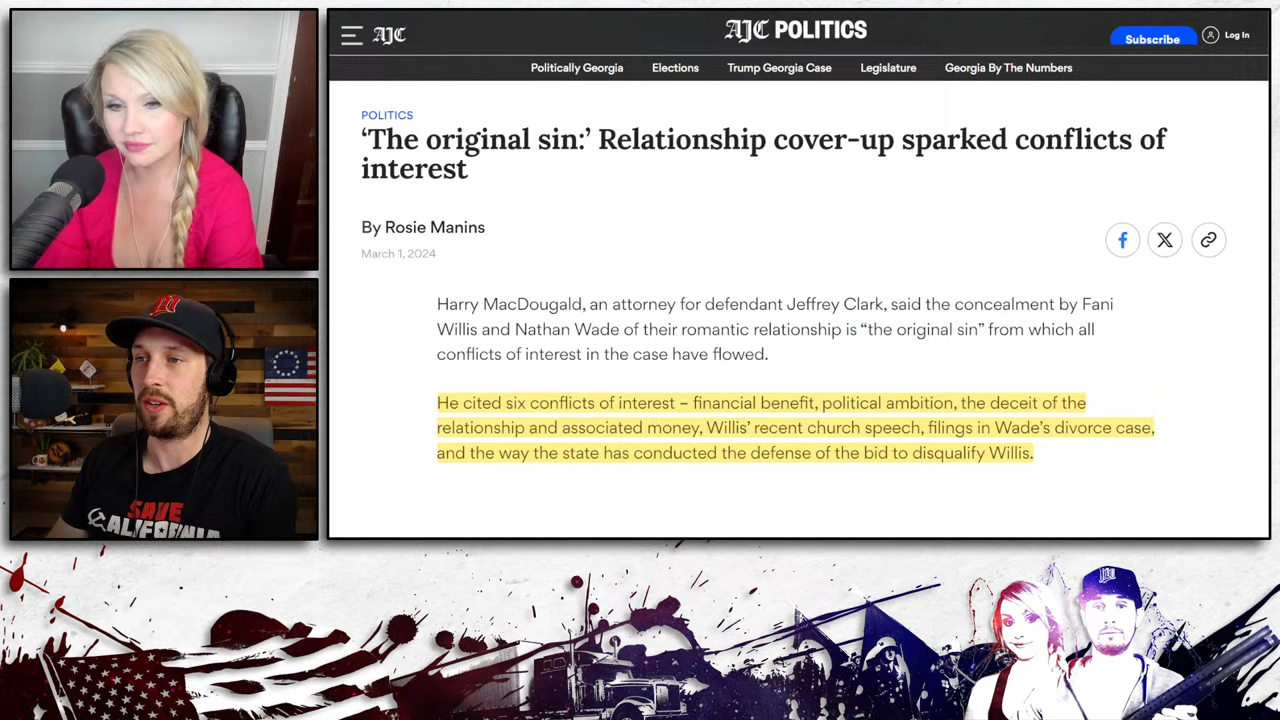 AJC
AJC POLITICS
Subscribe
Log In
Politically Georgia
Elections
Trump Georgia Case
Legislature
Georgia By The Numbers
POLITICS
‘The original sin:’ Relationship cover-up sparked conflicts of
interest
By Rosie Manins
March 1, 2024
Harry MacDougald, an attorney for defendant Jeffrey Clark, said the concealment by Fani
Willis and Nathan Wade of their romantic relationship is “the original sin” from which all
conflicts of interest in the case have flowed.
He cited six conflicts of interest – financial benefit, political ambition, the deceit of the
relationship and associated money, Willis’ recent church speech, filings in Wade’s divorce case,
and the way the state has conducted the defense of the bid to disqualify Willis.
SAVE
CALIFORNIA